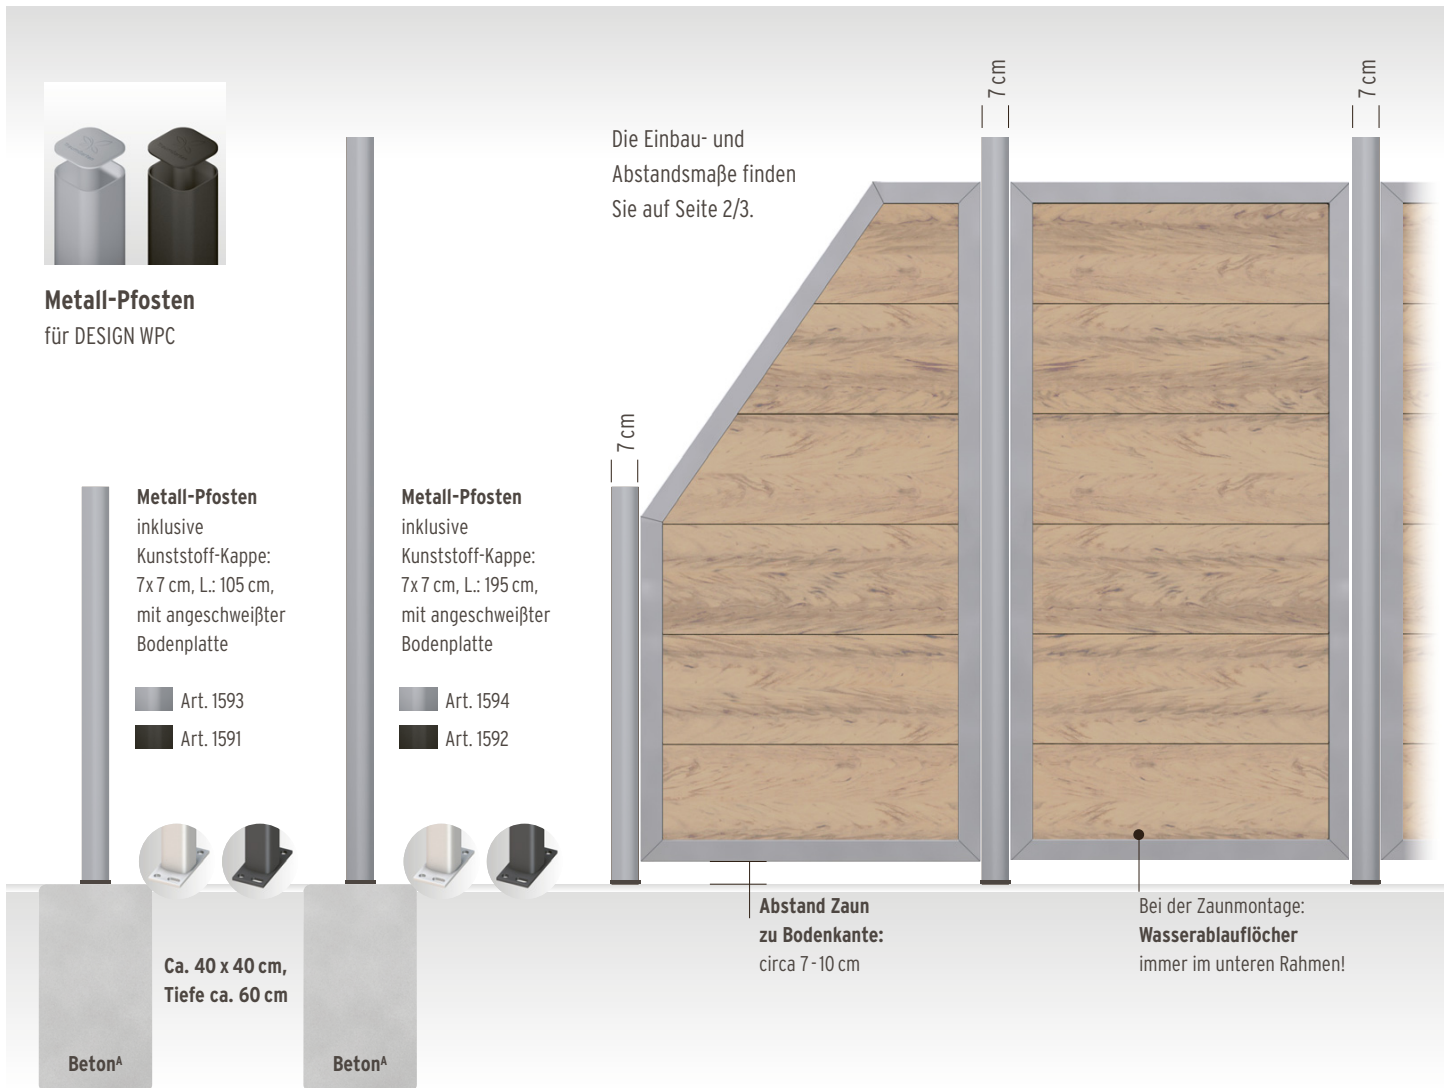 Metall-Pfosten
für DESIGN WPC
Die Einbau- und
Abstandsmaße finden
Sie auf Seite 2/3.
7 cm
7 cm
7 cm
Metall-Pfosten
inklusive
Kunststoff-Kappe:
7x 7 cm, L.: 105 cm,
mit angeschweißter
Bodenplatte
Art. 1593
Art. 1591
Metall-Pfosten
inklusive
Kunststoff-Kappe:
7x 7 cm, L.: 195 cm,
mit angeschweißter
Bodenplatte
Art. 1594
Art. 1592
Ca. 40 x 40 cm,
Tiefe ca. 60 cm
Betonᴬ
Betonᴬ
Abstand Zaun
zu Bodenkante:
circa 7 - 10 cm
Bei der Zaunmontage:
Wasserablauflöcher
immer im unteren Rahmen!